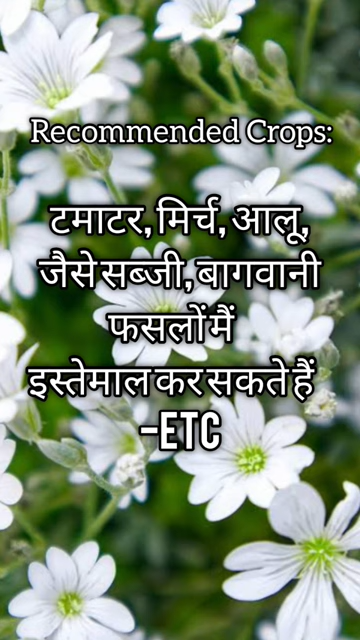 Recommended Crops:
टमाटर, मिर्च, आलू,
जैसे सब्जी, बागवानी
फसलों मैं
इस्तेमाल कर सकते हैं
-ETC